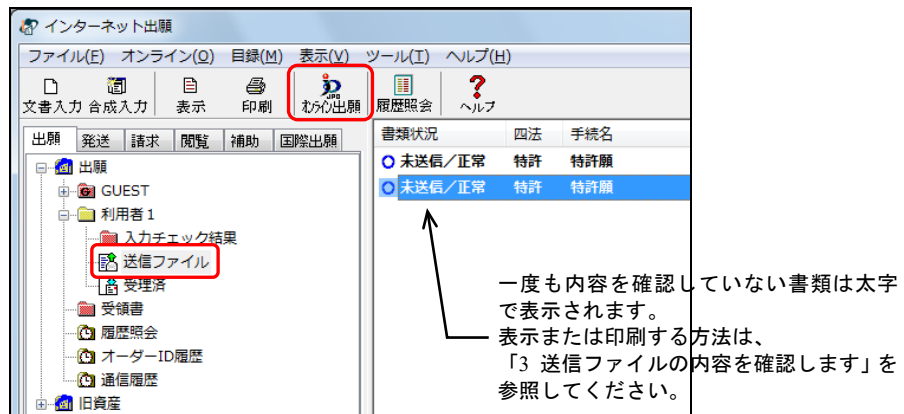 インターネット出願
ファイル(F) オンライン(O) 目録(M) 表示(V) ツール(T) ヘルプ(H)
文書入力 合成入力 表示 印刷 JPO ｵﾝﾗｲﾝ出願 履歴照会 ヘルプ
出願 発送 請求 閲覧 補助 国際出願
書類状況 四法 手続名
未送信／正常 特許 特許願
未送信／正常 特許 特許願
出願
GUEST
利用者1
入力チェック結果
送信ファイル
受理済
受領書
履歴照会
オーダーID履歴
通信履歴
旧資産
一度も内容を確認していない書類は太字
で表示されます。
表示または印刷する方法は、
「3 送信ファイルの内容を確認します」を
参照してください。